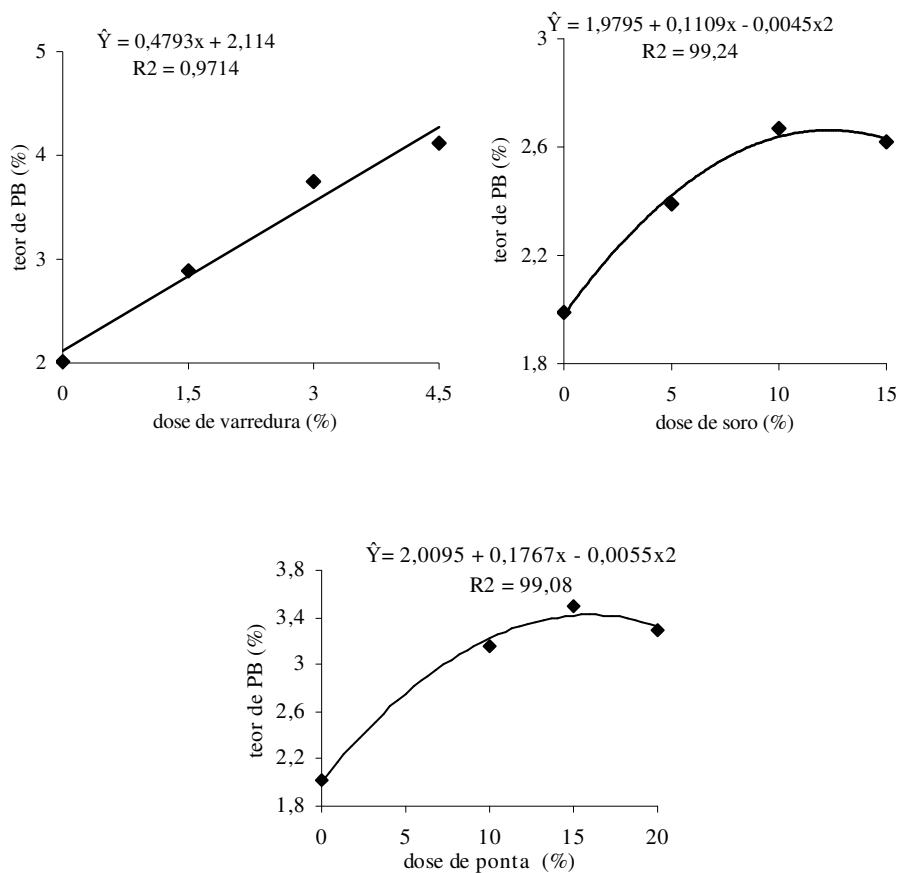 Ŷ = 0,4793x + 2,114
R2 = 0,9714
5
4
3
2
teor de PB (%)
0 1,5 3 4,5
dose de varredura (%)
Ŷ = 1,9795 + 0,1109x - 0,0045x2
R2 = 99,24
3
2,6
2,2
1,8
teor de PB (%)
0 5 10 15
dose de soro (%)
Ŷ= 2,0095 + 0,1767x - 0,0055x2
R2 = 99,08
3,8
3,4
3
2,6
2,2
1,8
teor de PB (%)
0 5 10 15 20
dose de ponta (%)